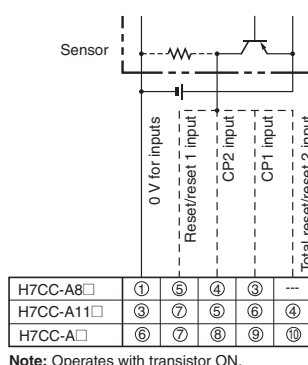 Sensor
0 V for inputs
Reset/reset 1 input
CP2 input
CP1 input
Total reset/reset 2 input
H7CC-A8□ ① ⑤ ④ ③ ---
H7CC-A11□ ③ ⑦ ⑤ ⑥ ④
H7CC-A□ ⑥ ⑦ ⑧ ⑨ ⑩
Note: Operates with transistor ON.